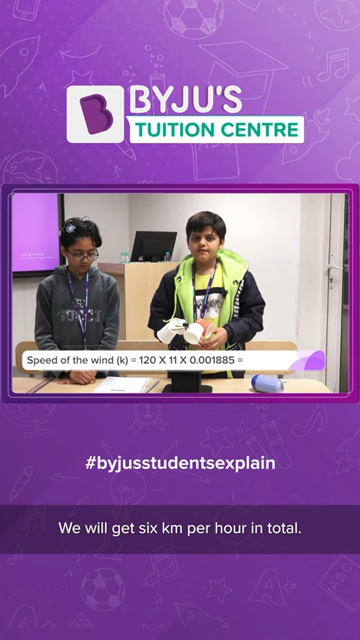 BYJU'S
TUITION CENTRE
Speed of the wind (k) = 120 X 11 X 0.001885 =
#byjusstudentsexplain
We will get six km per hour in total.